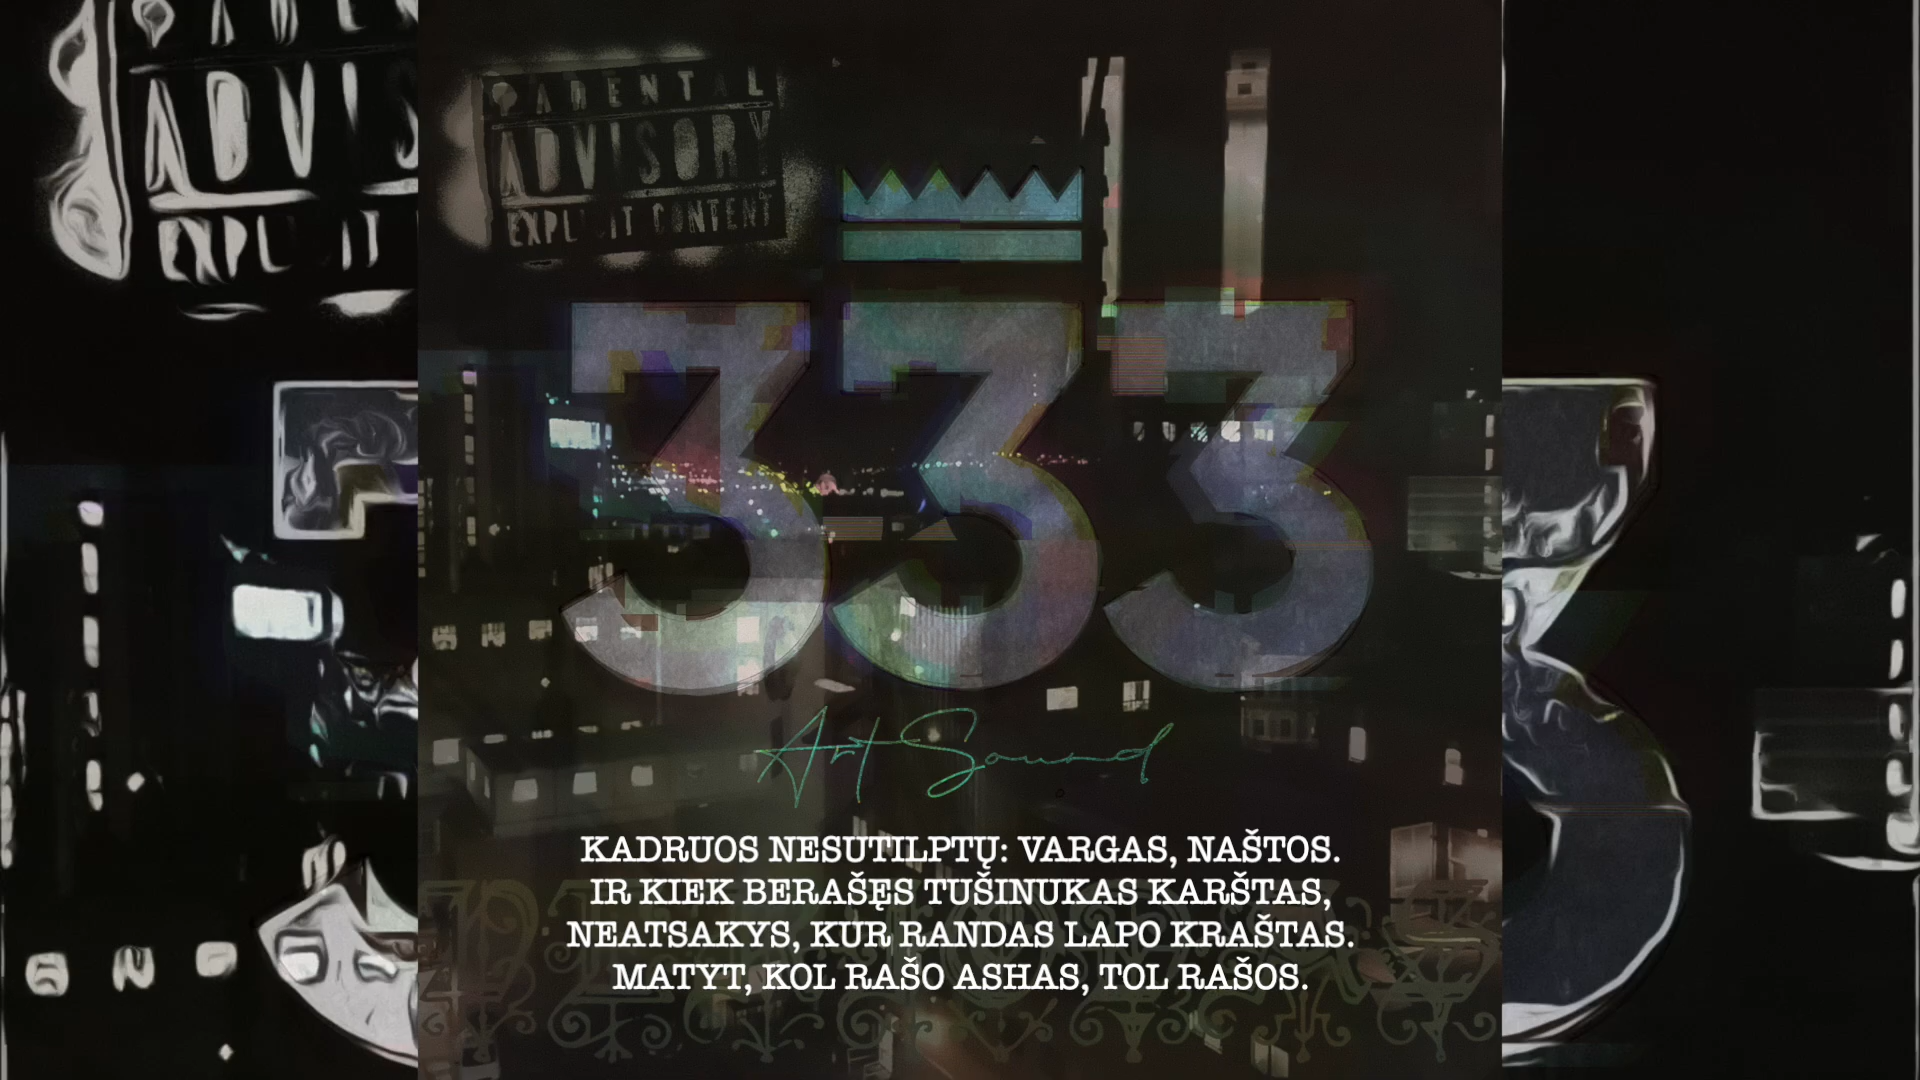 PARENTAL
ADVISORY
EXPLICIT CONTENT
333
Art Sound
KADRUOS NESUTILPTŲ: VARGAS, NAŠTOS.
IR KIEK BERAŠĘS TUŠINUKAS KARŠTAS,
NEATSAKYS, KUR RANDAS LAPO KRAŠTAS.
MATYT, KOL RAŠO ASHAS, TOL RAŠOS.